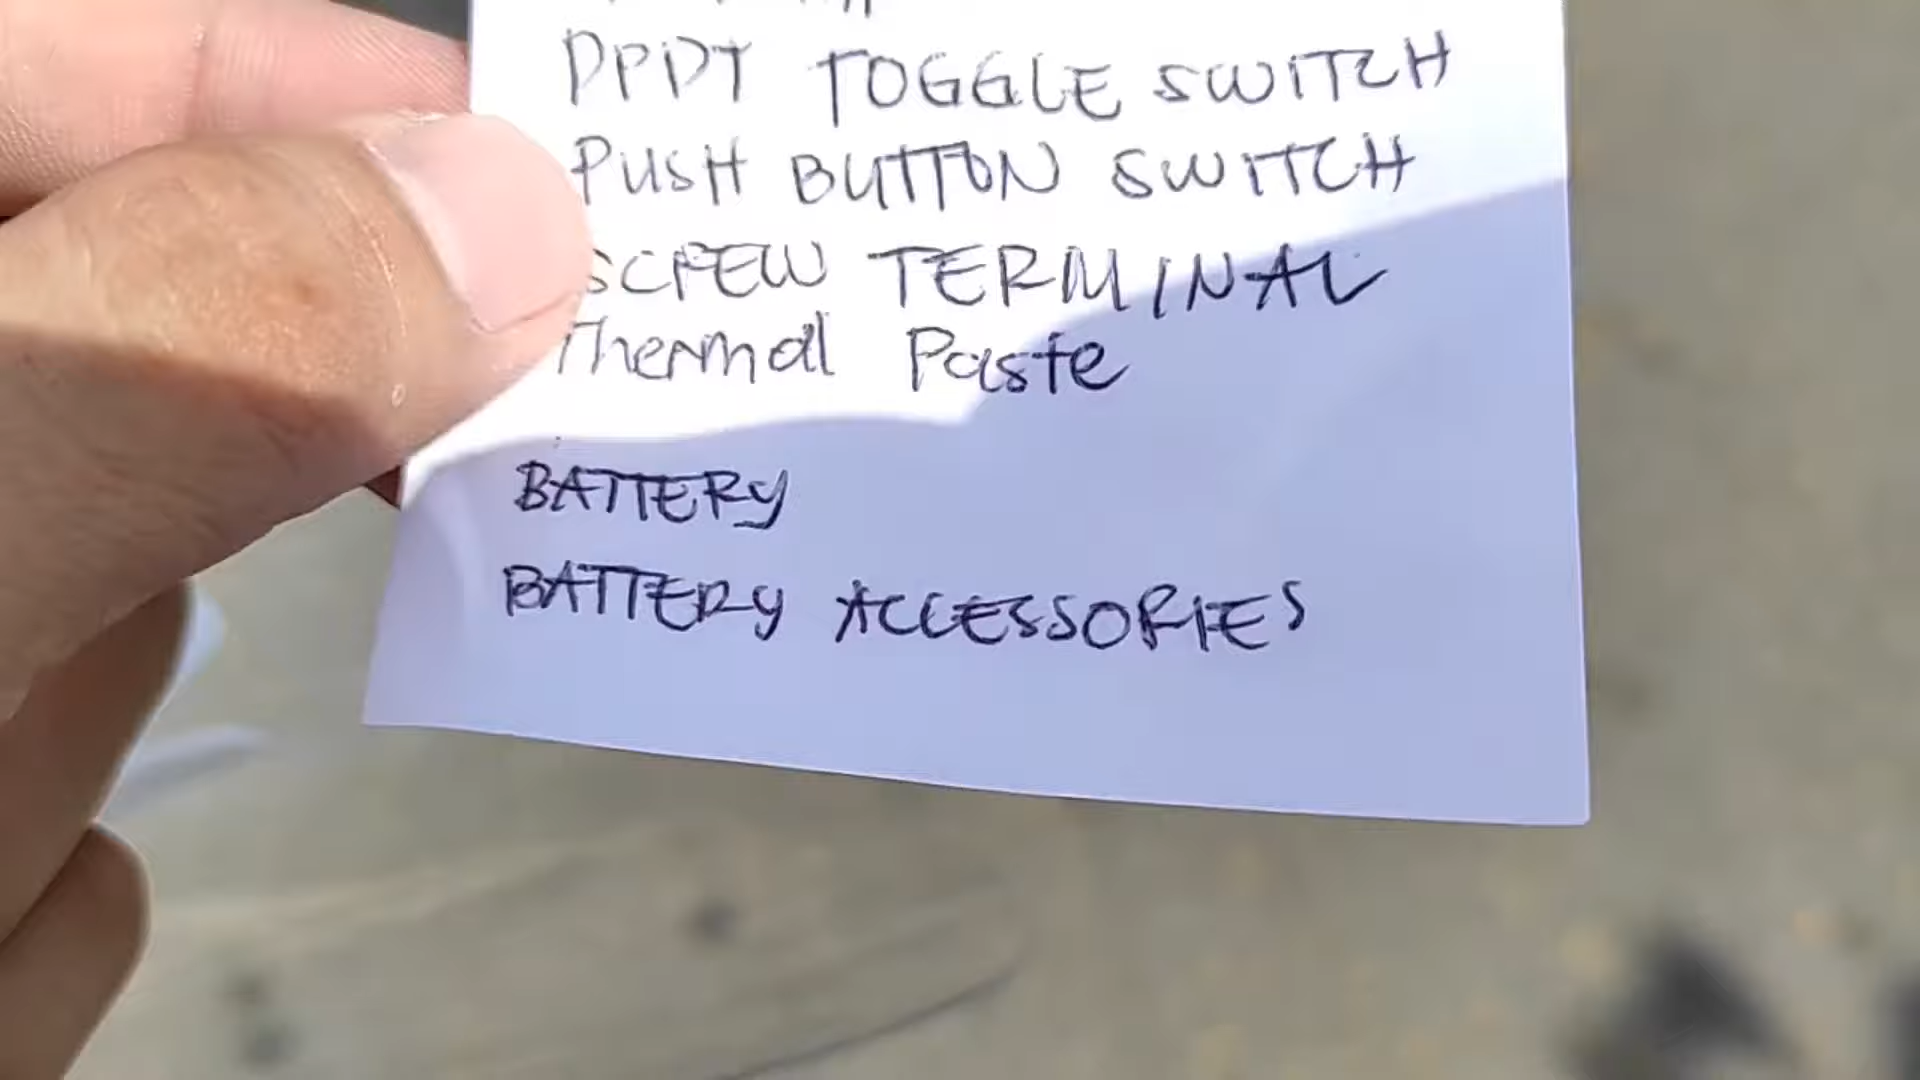 DPDT TOGGLE SWITCH
PUSH BUTTON SWITCH
SCREW TERMINAL
Thermal Paste
BATTERY
BATTERY ACCESSORIES